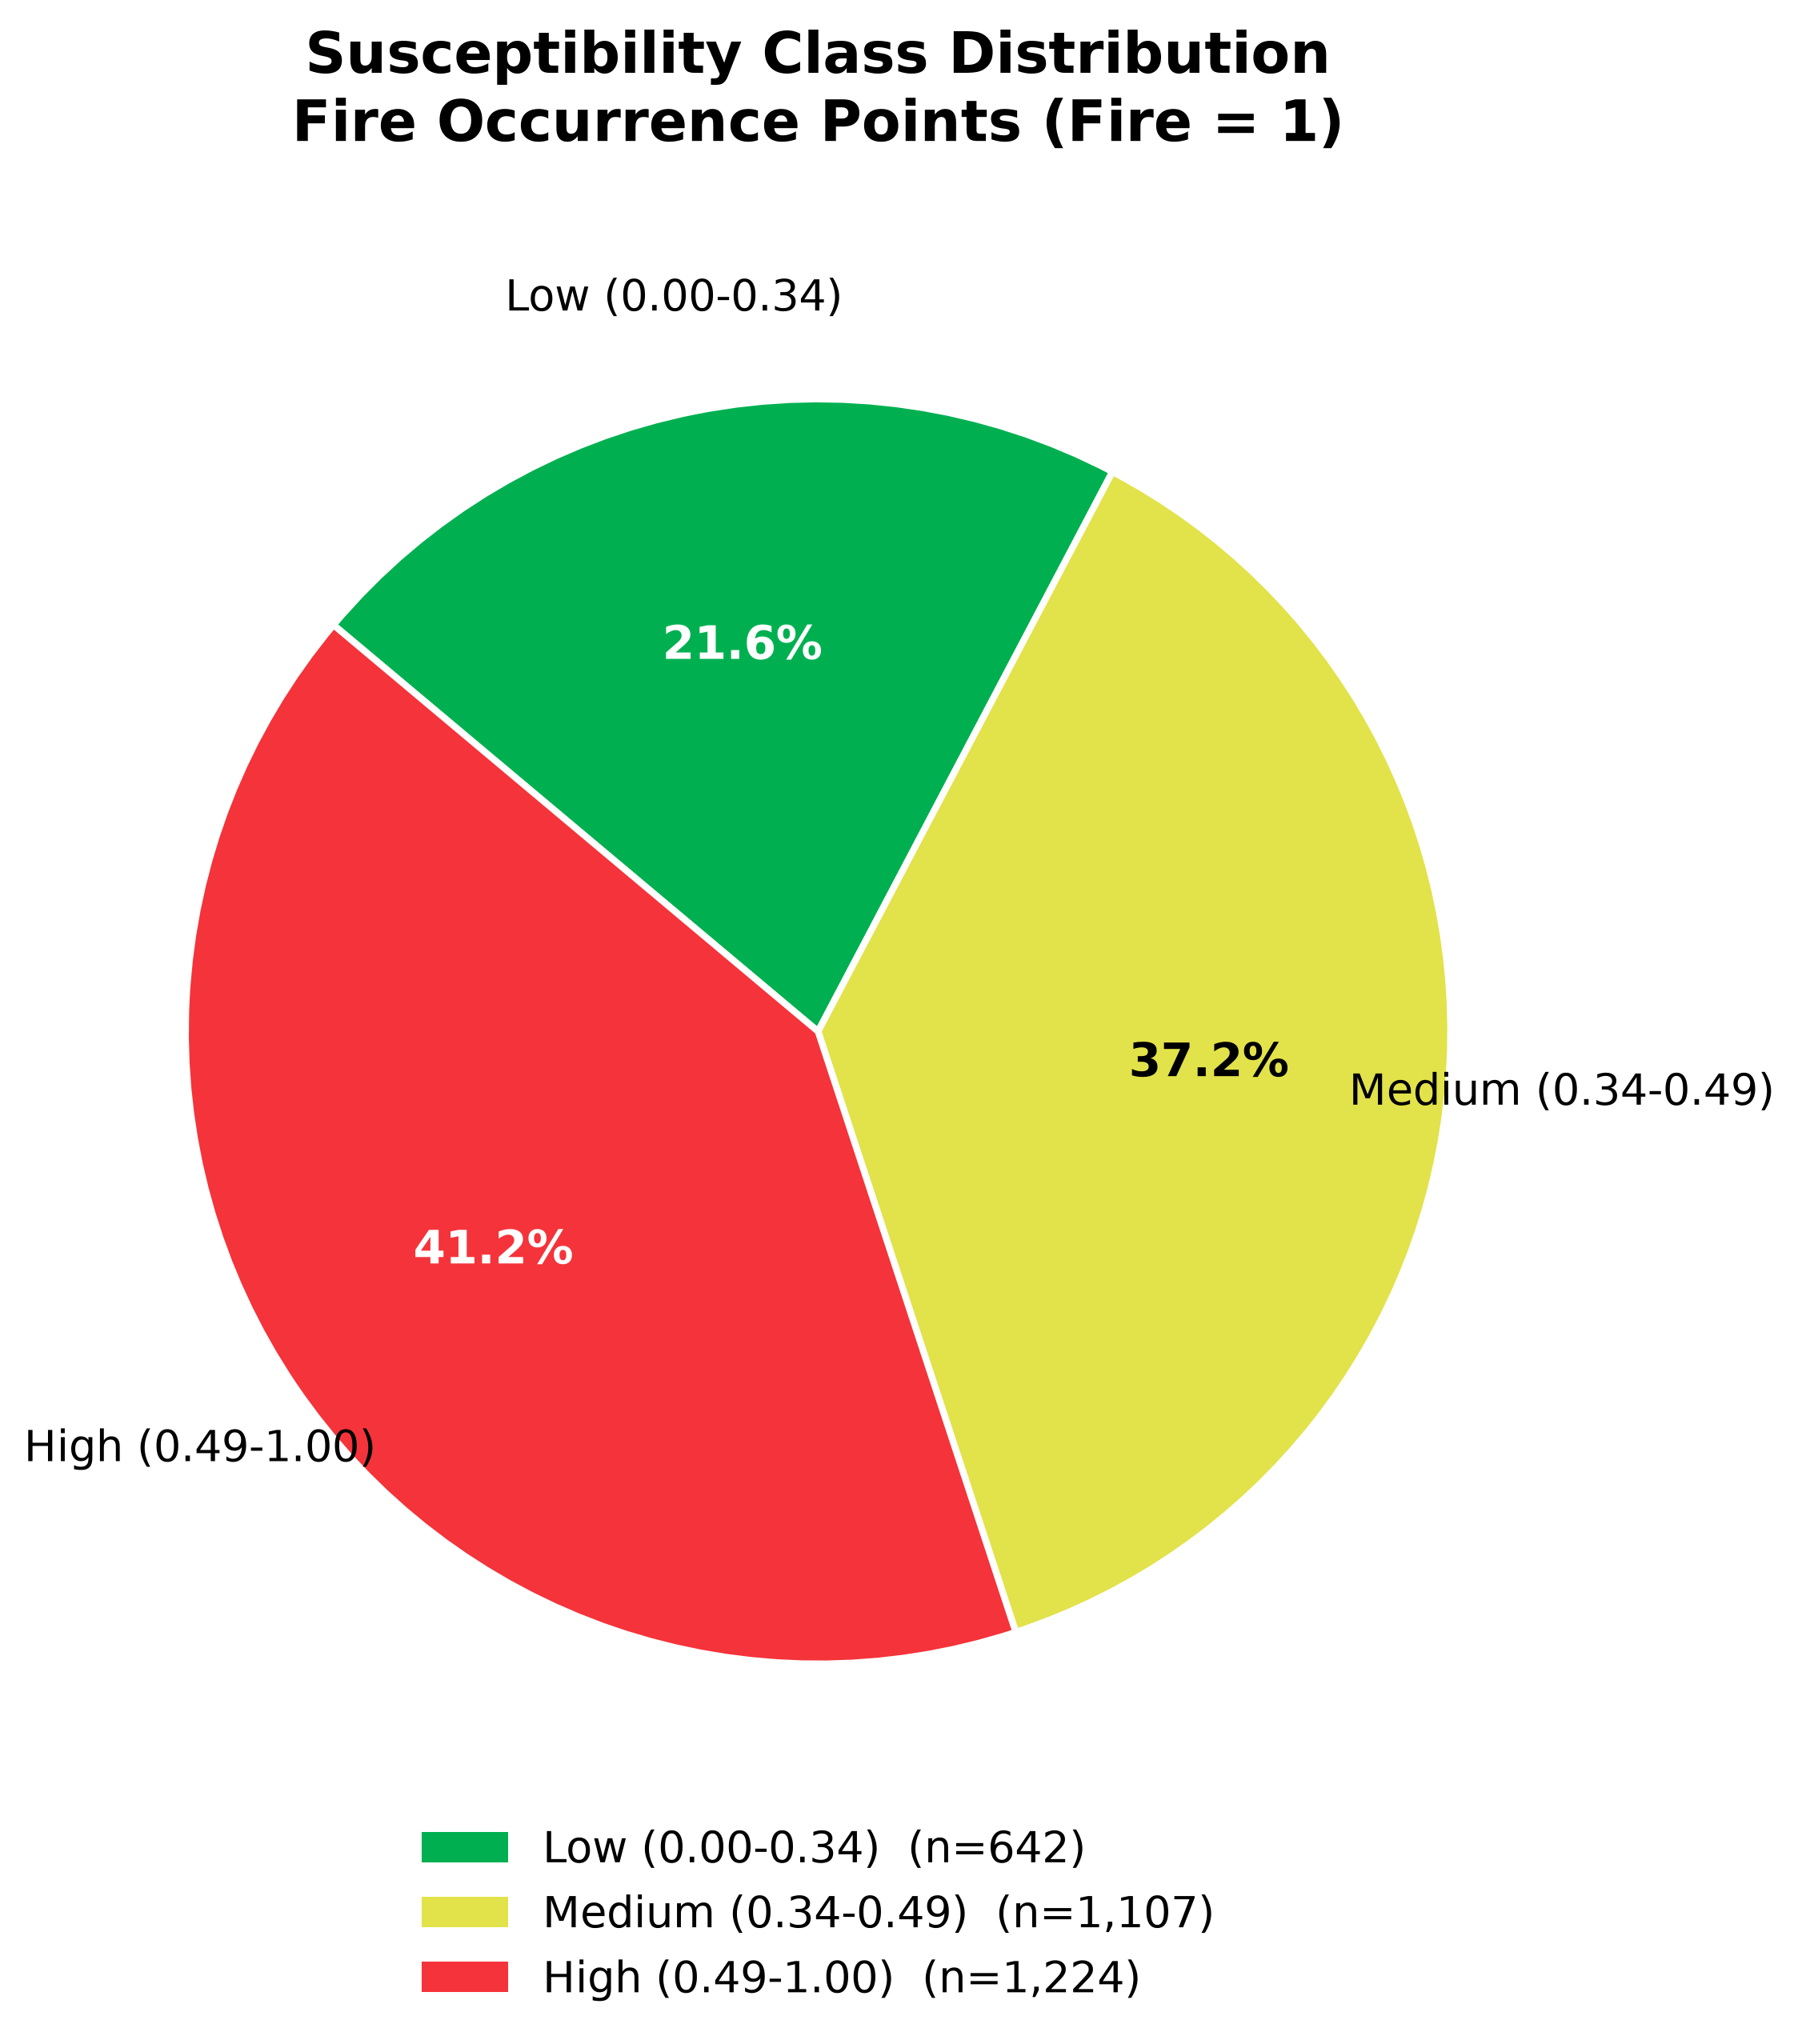 Susceptibility Class Distribution
Fire Occurrence Points (Fire = 1)
Low (0.00-0.34)
21.6%
37.2%
Medium (0.34-0.49)
41.2%
High (0.49-1.00)
Low (0.00-0.34)  (n=642)
Medium (0.34-0.49)  (n=1,107)
High (0.49-1.00)  (n=1,224)